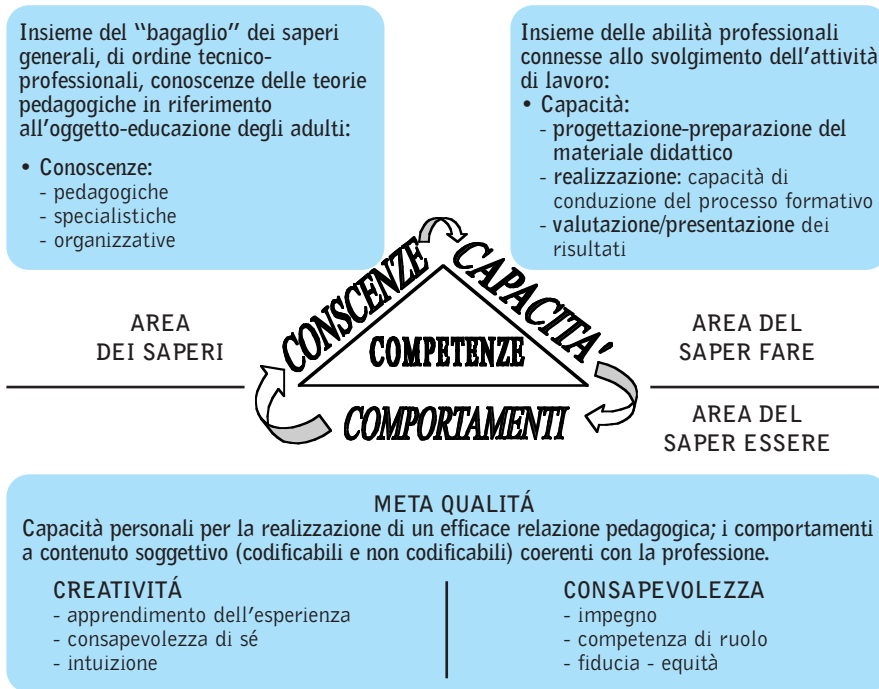 Insieme del “bagaglio” dei saperi
generali, di ordine tecnico-
professionali, conoscenze delle teorie
pedagogiche in riferimento
all’oggetto-educazione degli adulti:
• Conoscenze:
- pedagogiche
- specialistiche
- organizzative
Insieme delle abilità professionali
connesse allo svolgimento dell’attività
di lavoro:
• Capacità:
- progettazione-preparazione del
materiale didattico
- realizzazione: capacità di
conduzione del processo formativo
- valutazione/presentazione dei
risultati
AREA
DEI SAPERI
CONSCENZE
CAPACITA'
COMPETENZE
COMPORTAMENTI
AREA DEL
SAPER FARE
AREA DEL
SAPER ESSERE
META QUALITÁ
Capacità personali per la realizzazione di un efficace relazione pedagogica; i comportamenti
a contenuto soggettivo (codificabili e non codificabili) coerenti con la professione.
CREATIVITÁ
- apprendimento dell’esperienza
- consapevolezza di sé
- intuizione
CONSAPEVOLEZZA
- impegno
- competenza di ruolo
- fiducia - equità